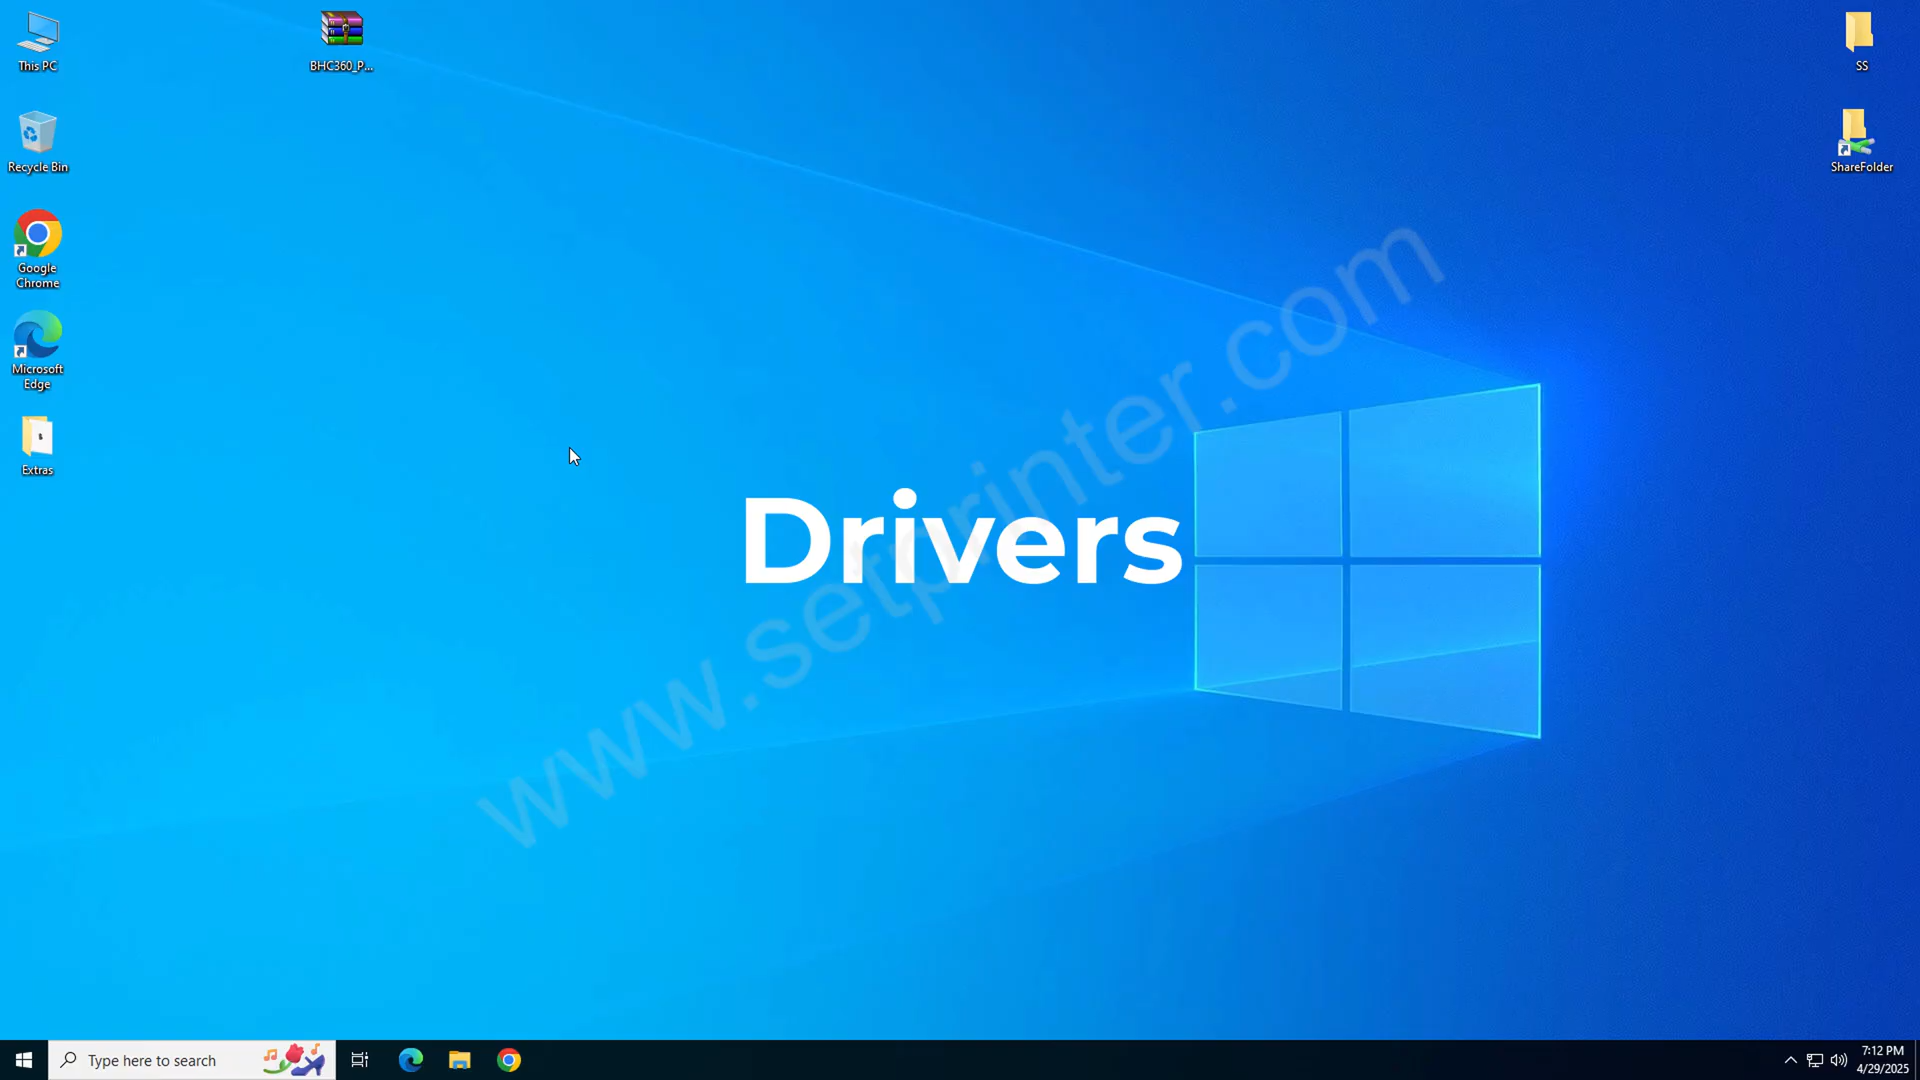 This PC
BHC360_P...
SS
Recycle Bin
ShareFolder
Google
Chrome
Microsoft
Edge
Extras
Drivers
www.setprinter.com
Type here to search
7:12 PM
4/29/2025